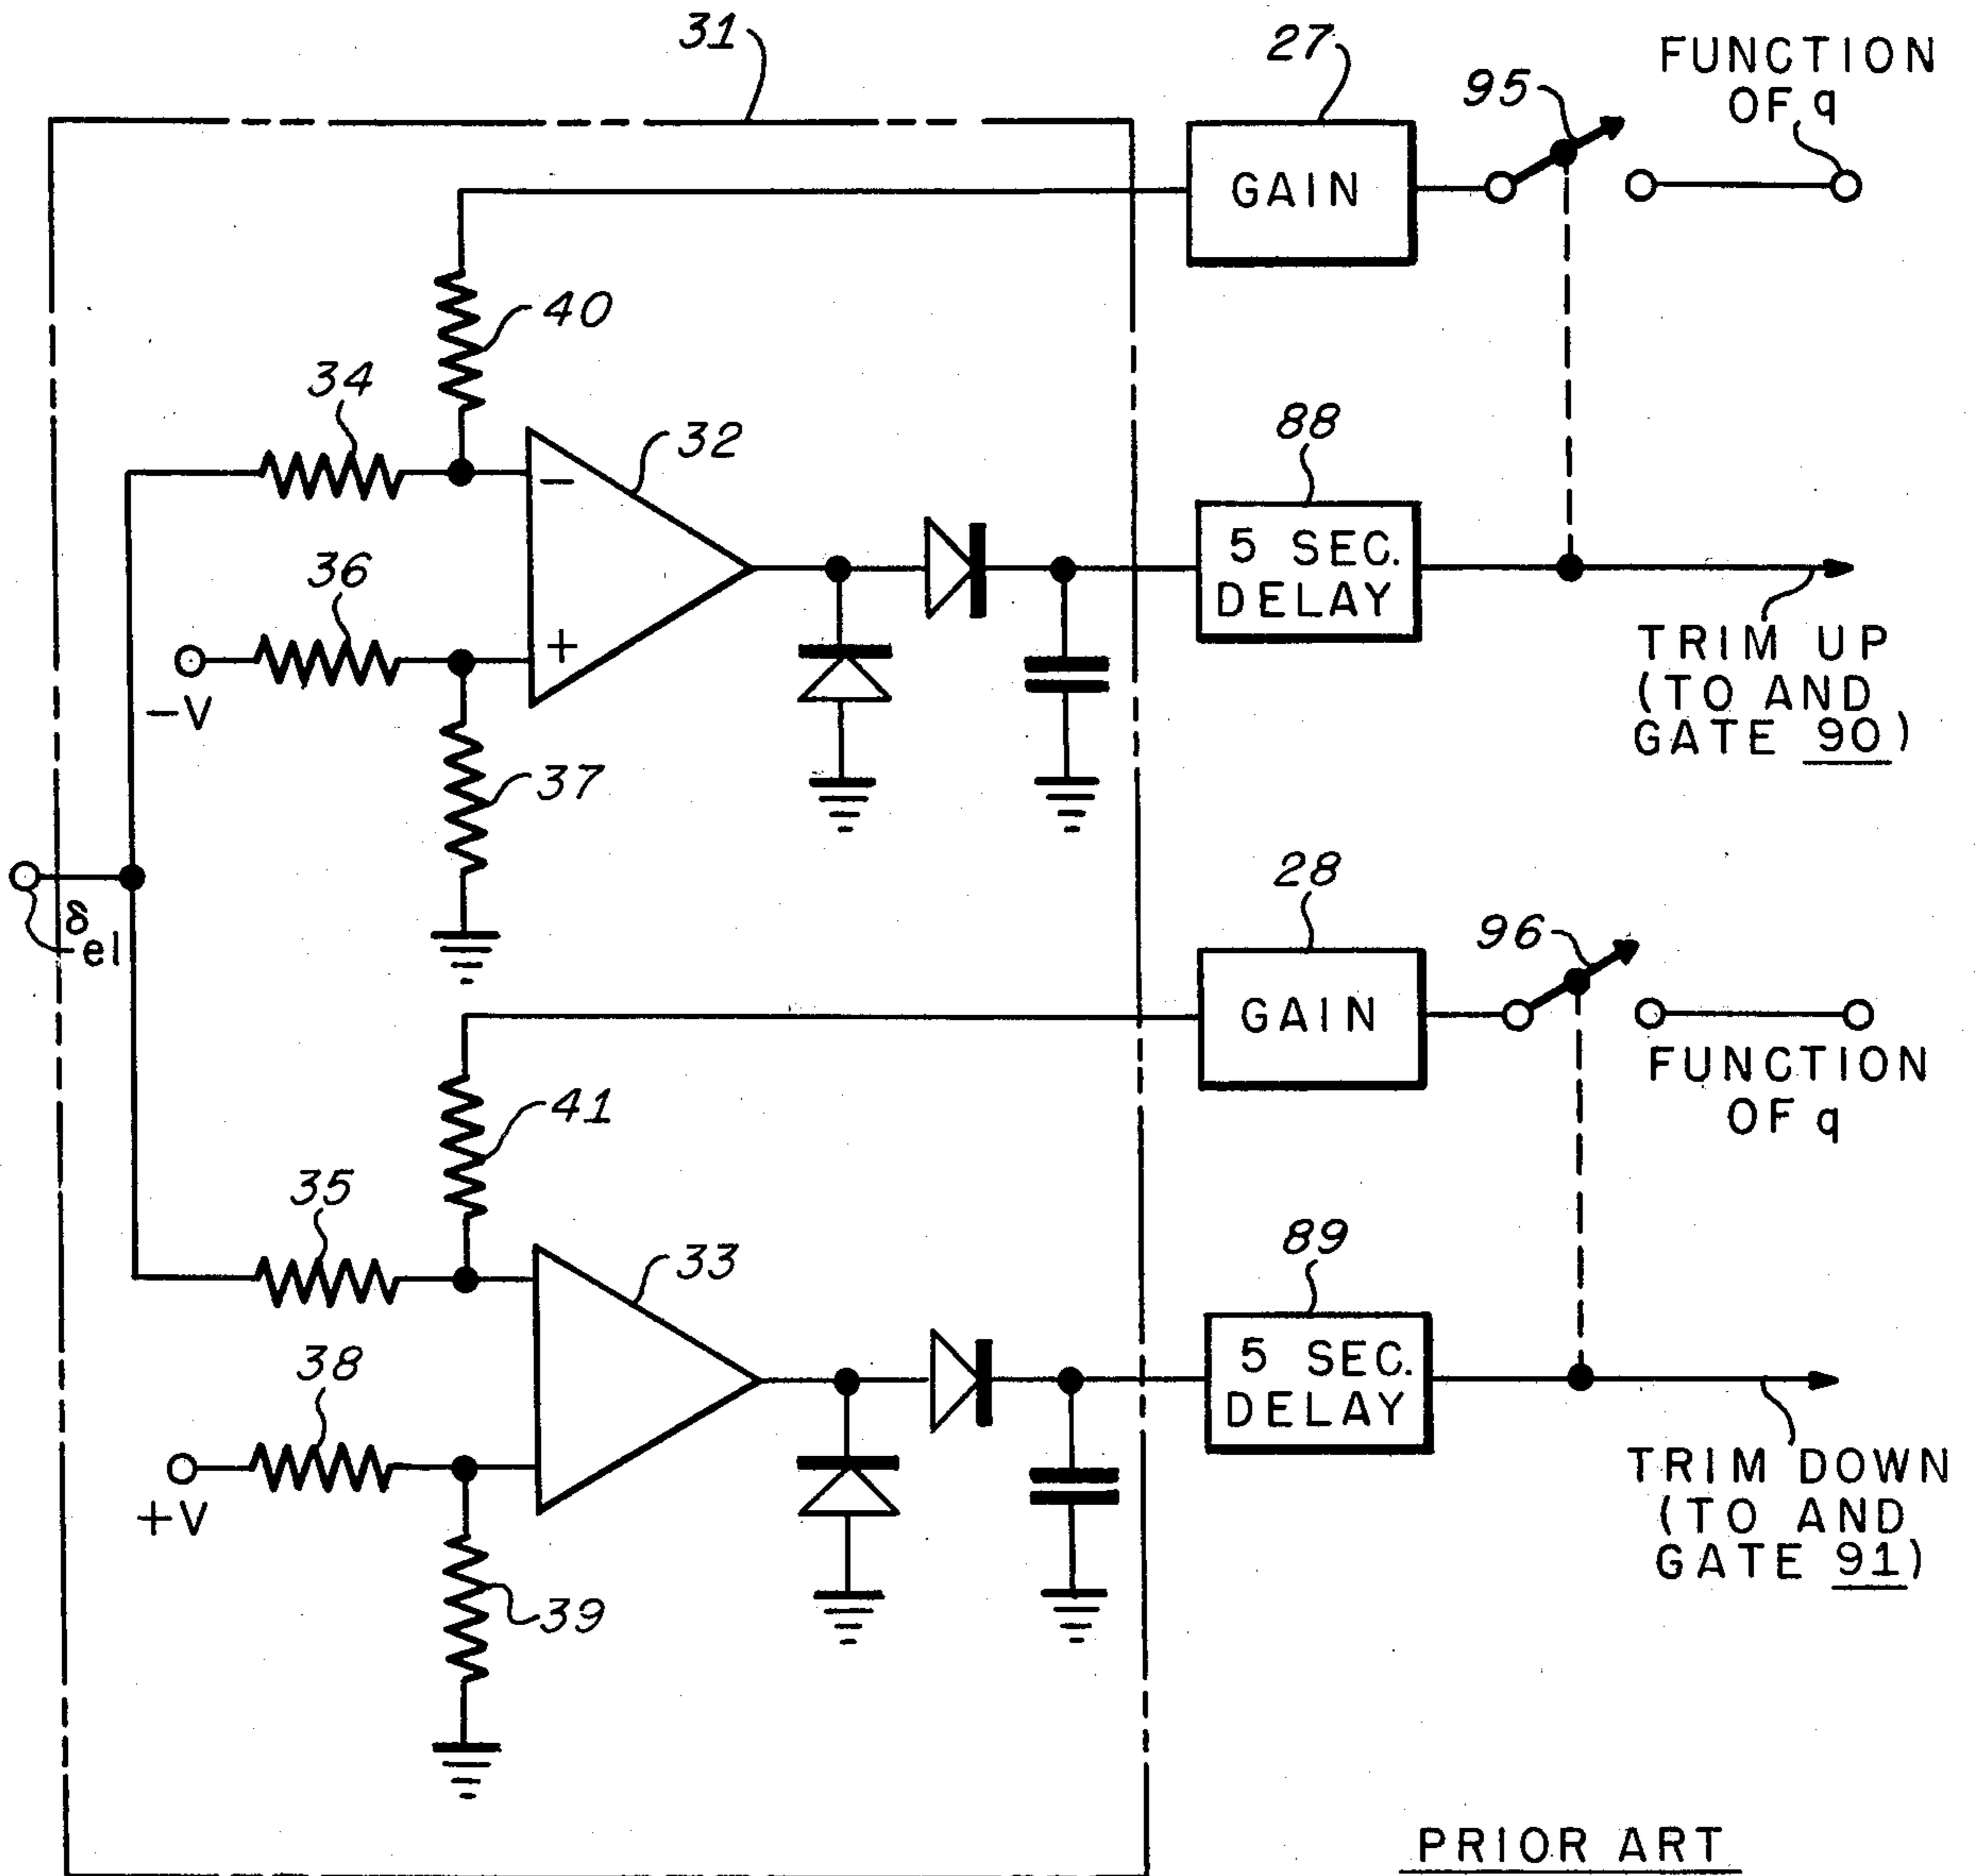 31
27
95
FUNCTION
OF q
GAIN
40
34
32
−
88
5 SEC.
DELAY
36
+
−V
TRIM UP
(TO AND
GATE 90)
37
28
δel
96
GAIN
FUNCTION
OF q
41
35
33
89
5 SEC.
DELAY
38
+V
TRIM DOWN
(TO AND
GATE 91)
39
PRIOR ART